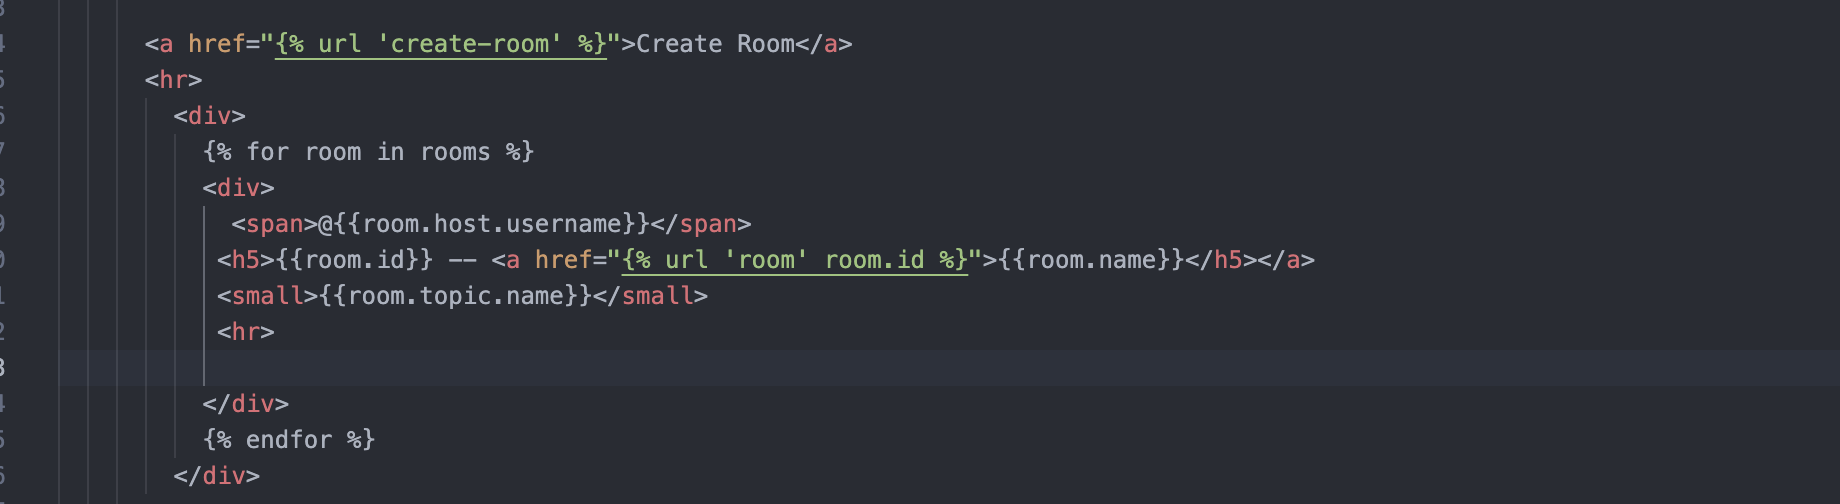 <a href="{% url 'create-room' %}">Create Room</a>
<hr>
<div>
{% for room in rooms %}
<div>
<span>@{{room.host.username}}</span>
<h5>{{room.id}} -- <a href="{% url 'room' room.id %}">{{room.name}}</h5></a>
<small>{{room.topic.name}}</small>
<hr>
</div>
{% endfor %}
</div>